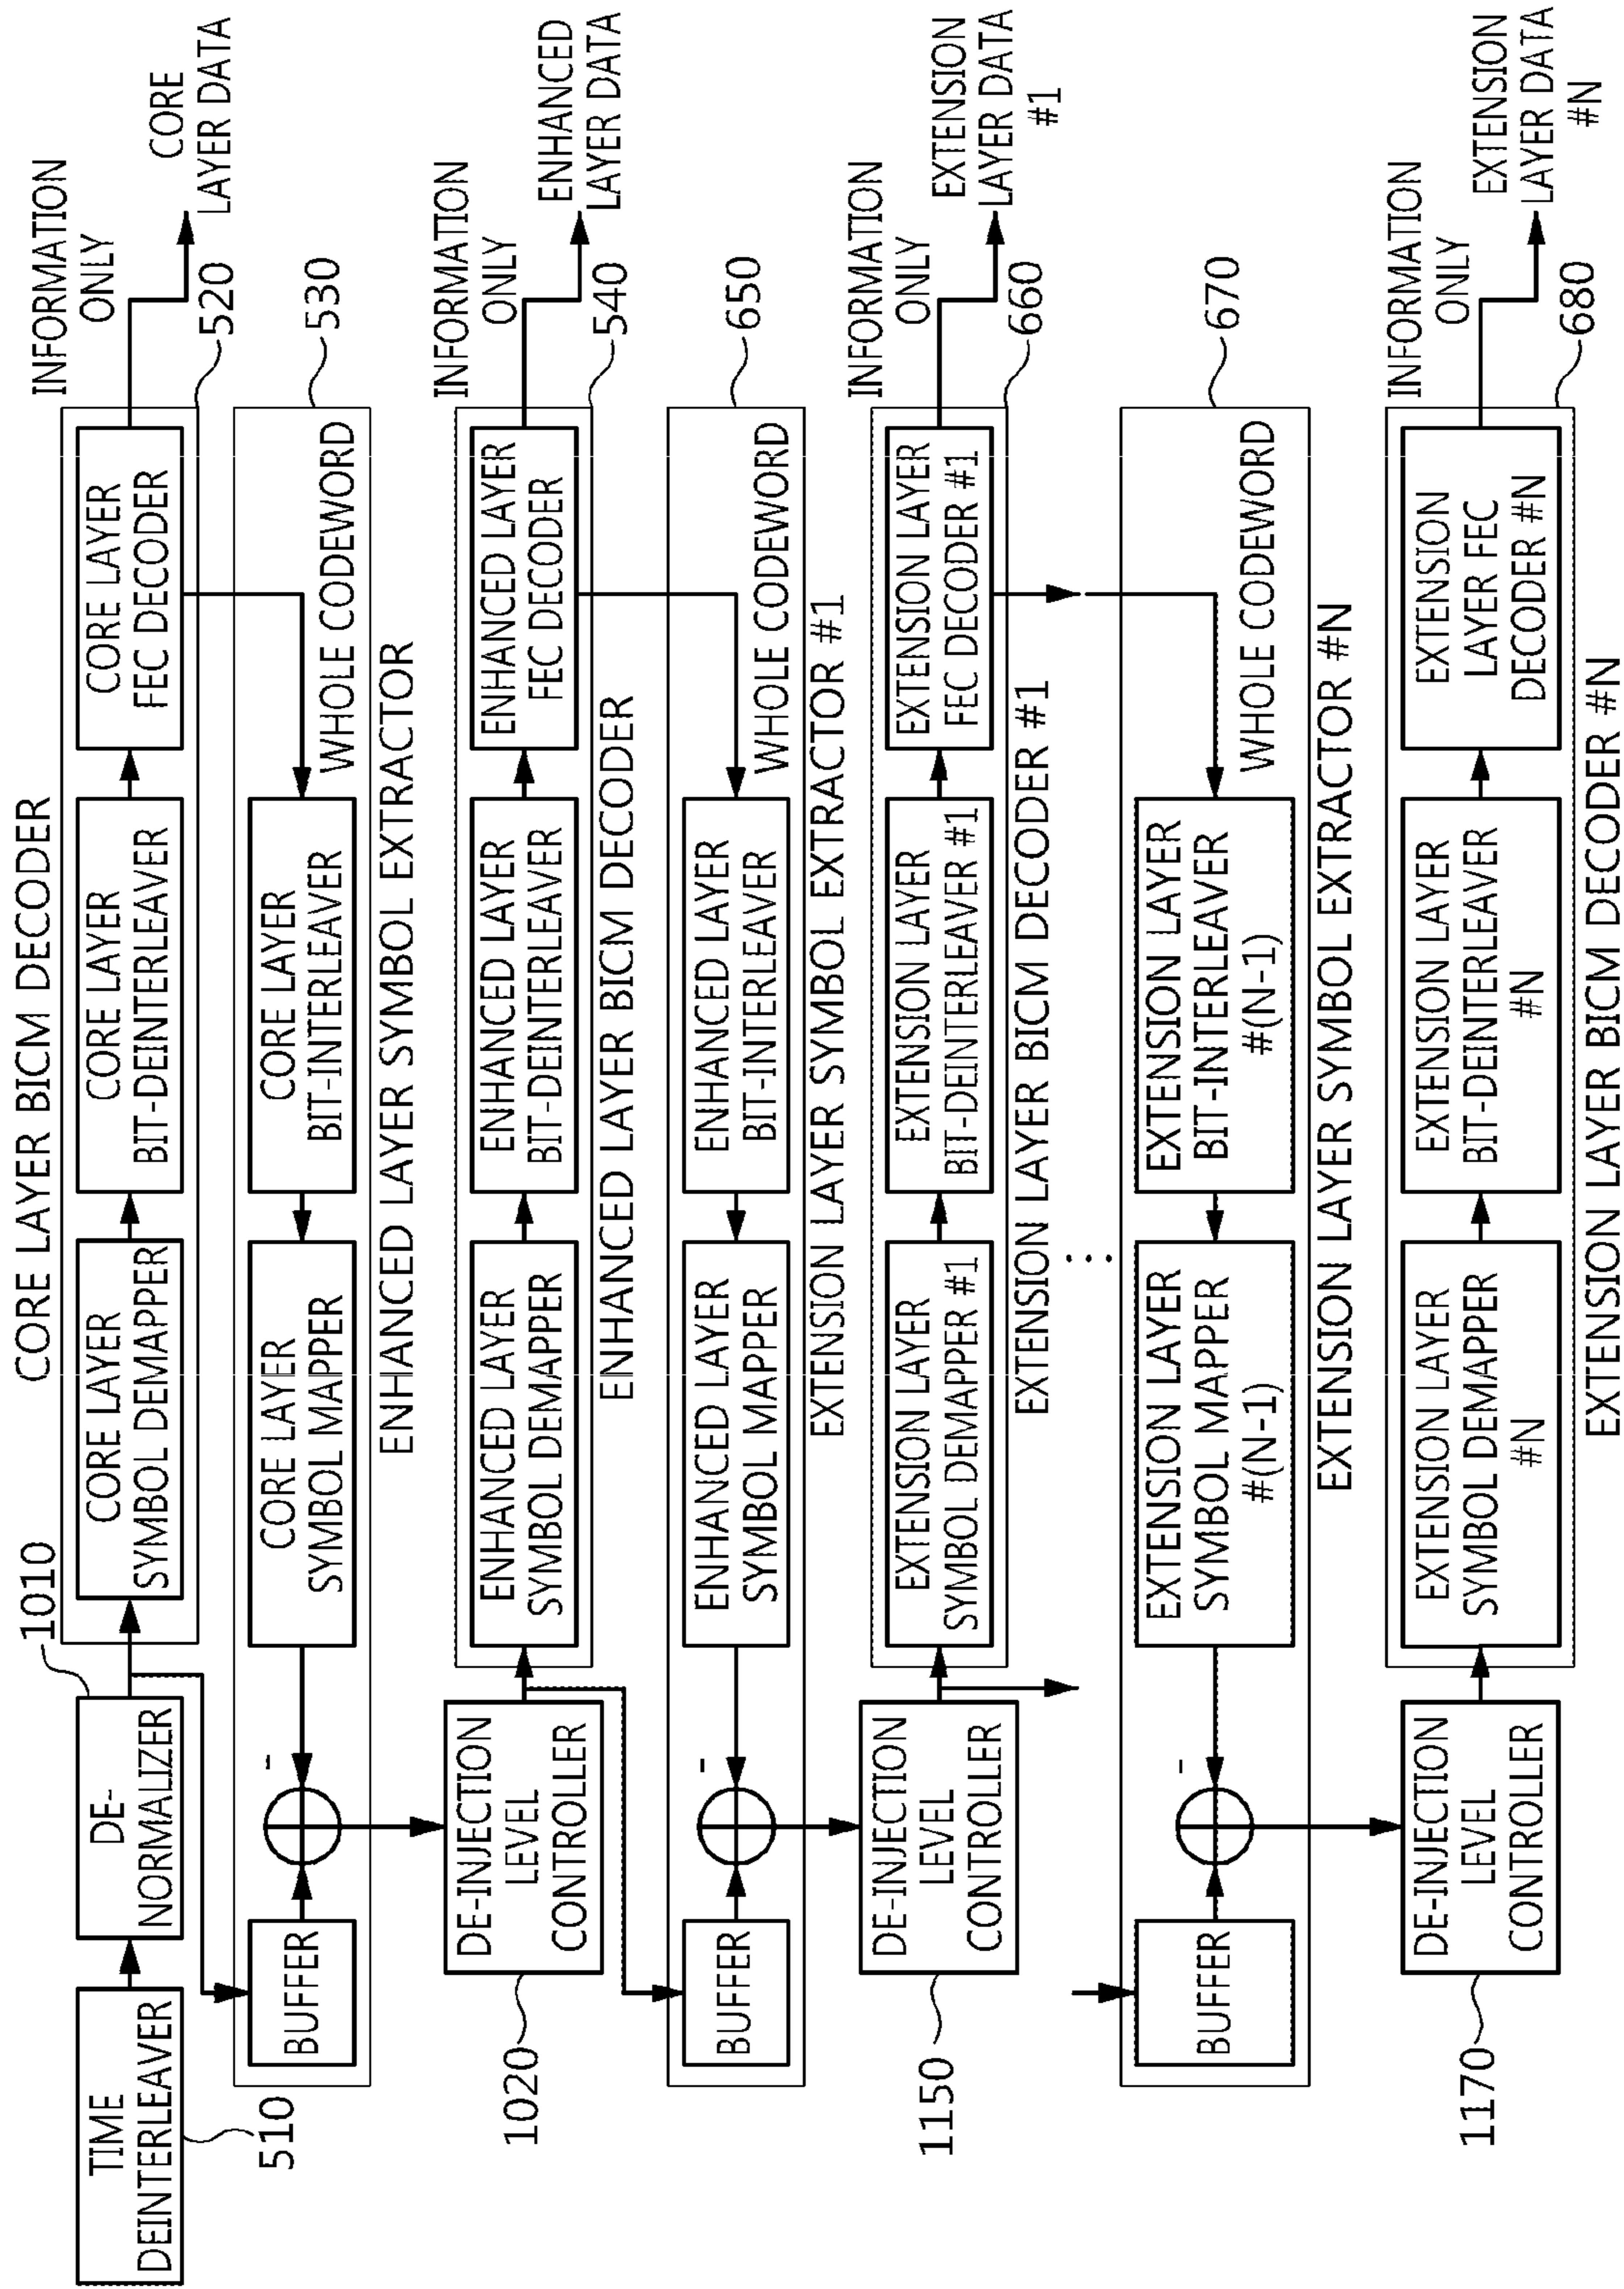 CORE LAYER BICM DECODER
TIME
DEINTERLEAVER
510
DE-
NORMALIZER
1010
CORE LAYER
SYMBOL DEMAPPER
CORE LAYER
BIT-DEINTERLEAVER
CORE LAYER
FEC DECODER
INFORMATION
ONLY
520
CORE
LAYER DATA
BUFFER
-
CORE LAYER
SYMBOL MAPPER
CORE LAYER
BIT-INTERLEAVER
WHOLE CODEWORD
530
ENHANCED LAYER SYMBOL EXTRACTOR
DE-INJECTION
LEVEL
CONTROLLER
1020
ENHANCED LAYER
SYMBOL DEMAPPER
ENHANCED LAYER
BIT-DEINTERLEAVER
ENHANCED LAYER
FEC DECODER
INFORMATION
ONLY
540
ENHANCED
LAYER DATA
ENHANCED LAYER BICM DECODER
BUFFER
-
ENHANCED LAYER
SYMBOL MAPPER
ENHANCED LAYER
BIT-INTERLEAVER
WHOLE CODEWORD
650
EXTENSION LAYER SYMBOL EXTRACTOR #1
DE-INJECTION
LEVEL
CONTROLLER
1150
EXTENSION LAYER
SYMBOL DEMAPPER #1
EXTENSION LAYER
BIT-DEINTERLEAVER #1
EXTENSION LAYER
FEC DECODER #1
INFORMATION
ONLY
660
EXTENSION
LAYER DATA
#1
EXTENSION LAYER BICM DECODER #1
...
BUFFER
-
EXTENSION LAYER
SYMBOL MAPPER
#(N-1)
EXTENSION LAYER
BIT-INTERLEAVER
#(N-1)
WHOLE CODEWORD
670
EXTENSION LAYER SYMBOL EXTRACTOR #N
DE-INJECTION
LEVEL
CONTROLLER
1170
EXTENSION LAYER
SYMBOL DEMAPPER
#N
EXTENSION LAYER
BIT-DEINTERLEAVER
#N
EXTENSION
LAYER FEC
DECODER #N
INFORMATION
ONLY
680
EXTENSION
LAYER DATA
#N
EXTENSION LAYER BICM DECODER #N